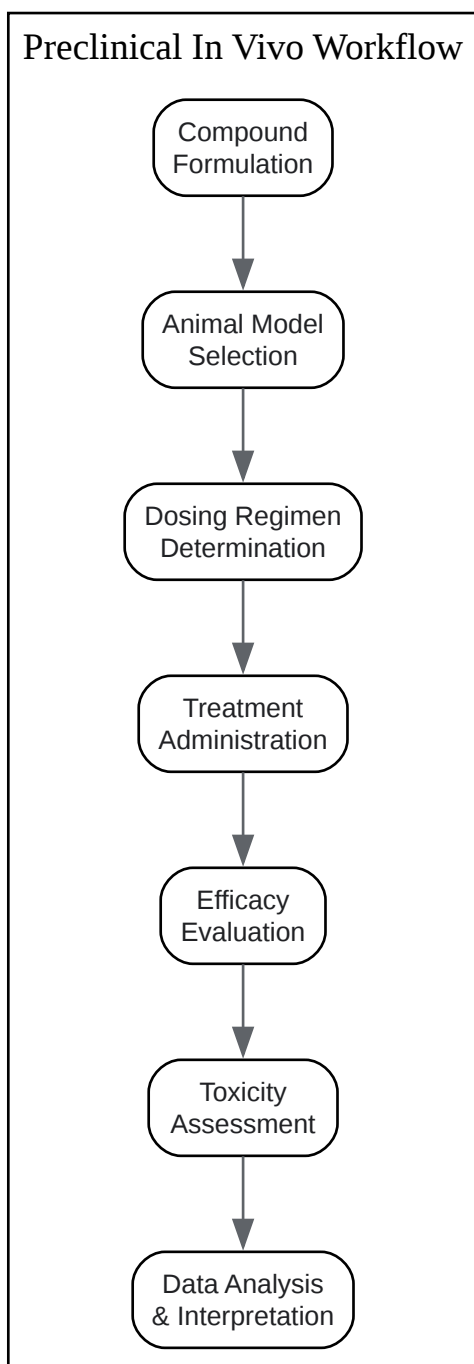 Preclinical In Vivo Workflow
Compound
Formulation
Animal Model
Selection
Dosing Regimen
Determination
Treatment
Administration
Efficacy
Evaluation
Toxicity
Assessment
Data Analysis
& Interpretation